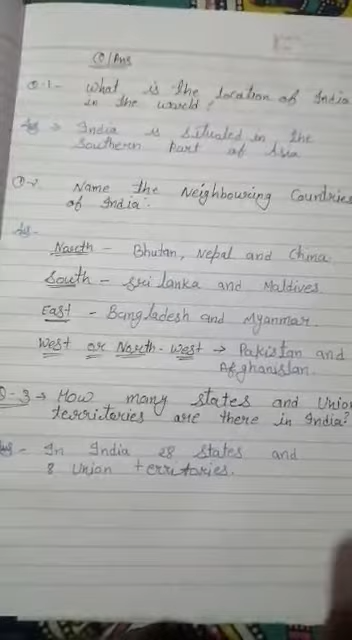 Q/Ans
Q.1- What is the location of India
in the world?
Ans → India is situated in the
Southern Part of Asia
Q-2. Name the Neighbouring Countries
of India.
Ans.
North - Bhutan, Nepal and China
South - Sri lanka and Maldives.
East - Bangladesh and Myanmar.
West or North-west → Pakistan and
Afghanistan.
Q-3 → How many states and Union
territories are there in India?
Ans - In India 28 states and
8 Union territories.